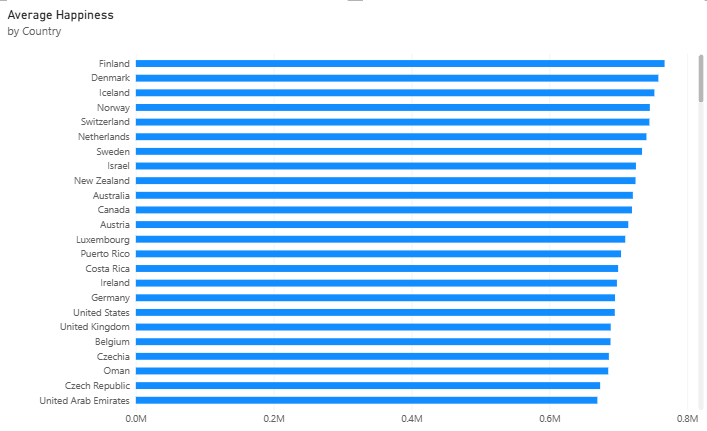 Average Happiness
by Country
Finland
Denmark
Iceland
Norway
Switzerland
Netherlands
Sweden
Israel
New Zealand
Australia
Canada
Austria
Luxembourg
Puerto Rico
Costa Rica
Ireland
Germany
United States
United Kingdom
Belgium
Czechia
Oman
Czech Republic
United Arab Emirates
0.0M 0.2M 0.4M 0.6M 0.8M